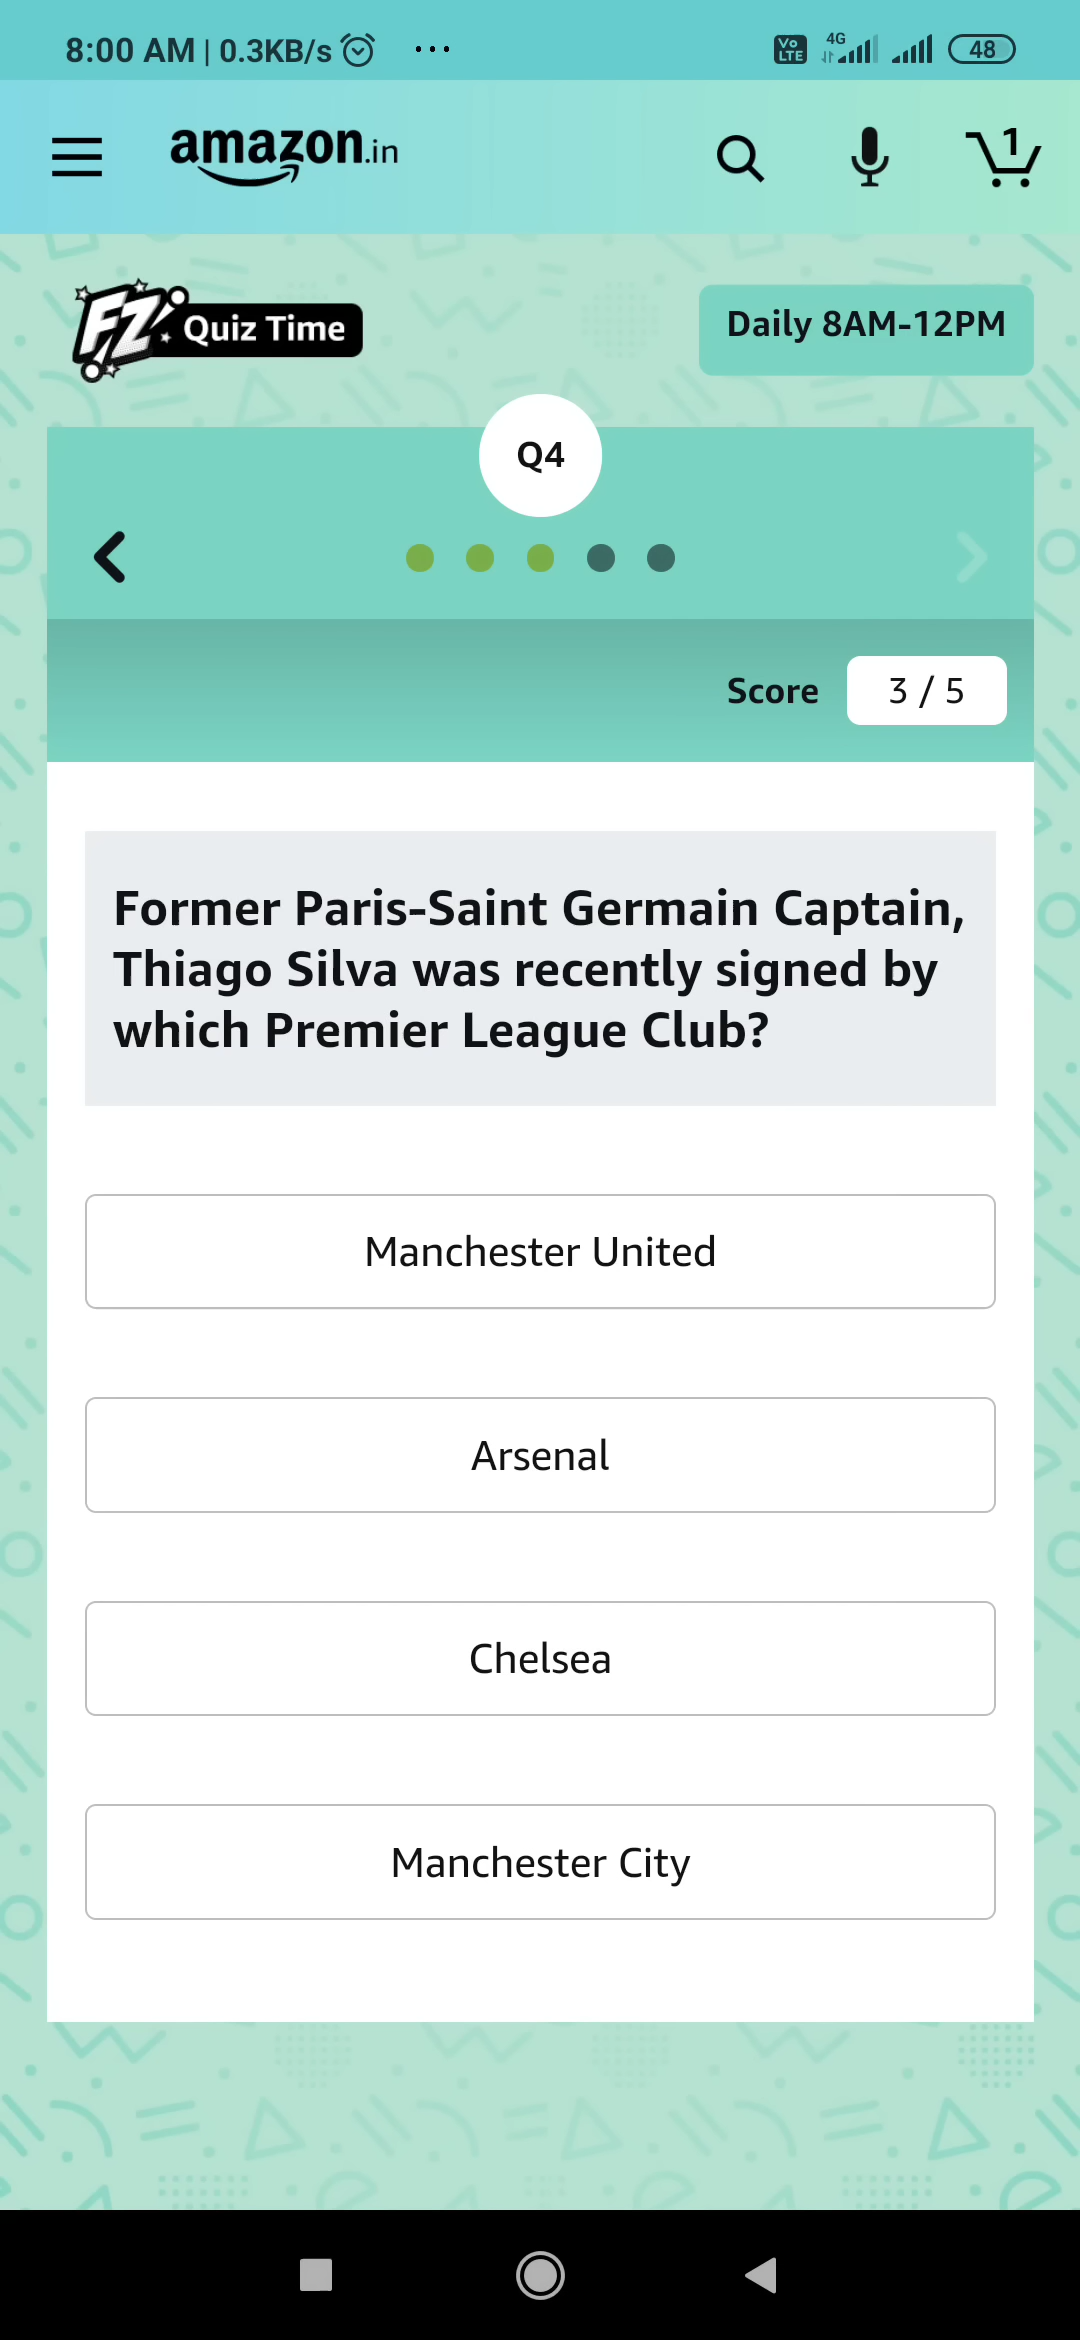 8:00 AM | 0.3KB/s ...
Vo LTE 4G 48
amazon.in
1
FZ Quiz Time
Daily 8AM-12PM
Q4
Score 3 / 5
Former Paris-Saint Germain Captain,
Thiago Silva was recently signed by
which Premier League Club?
Manchester United
Arsenal
Chelsea
Manchester City